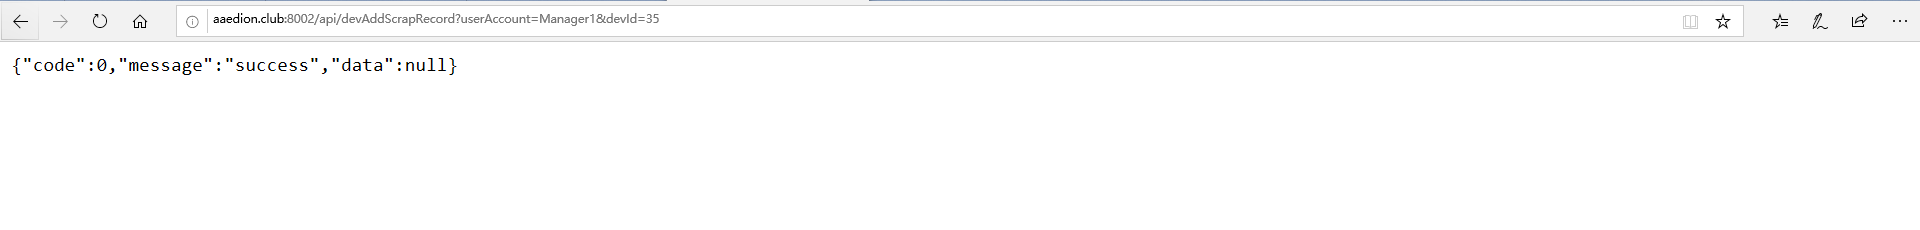 aaedion.club:8002/api/devAddScrapRecord?userAccount=Manager1&devId=35
{"code":0,"message":"success","data":null}